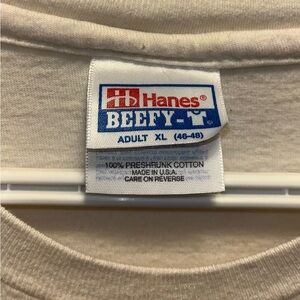 Hanes®
BEEFY-T
ADULT XL (46-48)
100% PRESHRUNK COTTON
MADE IN U.S.A.
CARE ON REVERSE